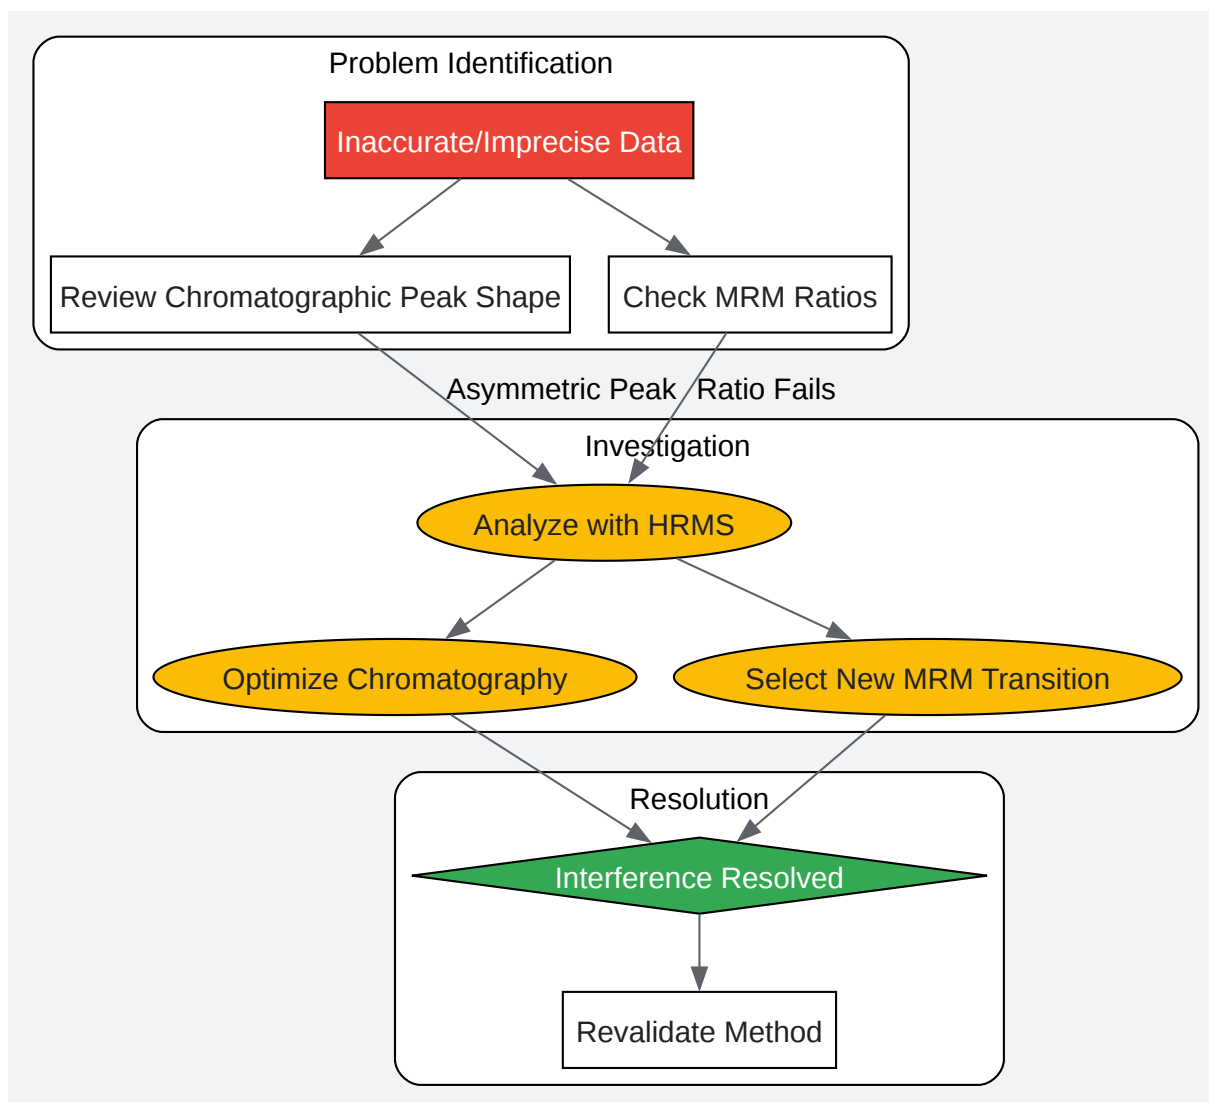 Problem Identification
Inaccurate/Imprecise Data
Review Chromatographic Peak Shape
Check MRM Ratios
Asymmetric Peak
Ratio Fails
Investigation
Analyze with HRMS
Optimize Chromatography
Select New MRM Transition
Resolution
Interference Resolved
Revalidate Method